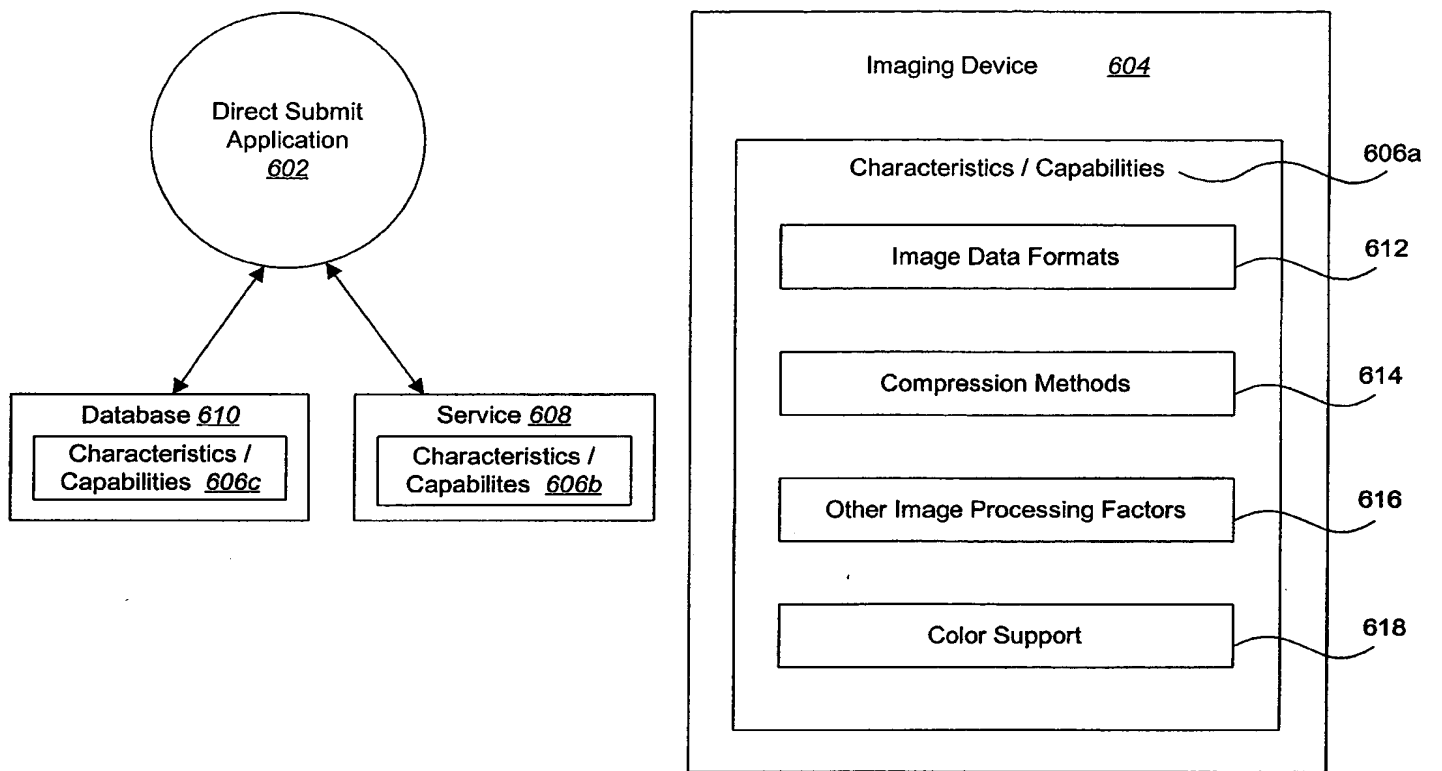 Direct Submit
Application
602
Database 610
Characteristics /
Capabilities 606c
Service 608
Characteristics /
Capabilites 606b
Imaging Device 604
Characteristics / Capabilities
606a
Image Data Formats
612
Compression Methods
614
Other Image Processing Factors
616
Color Support
618